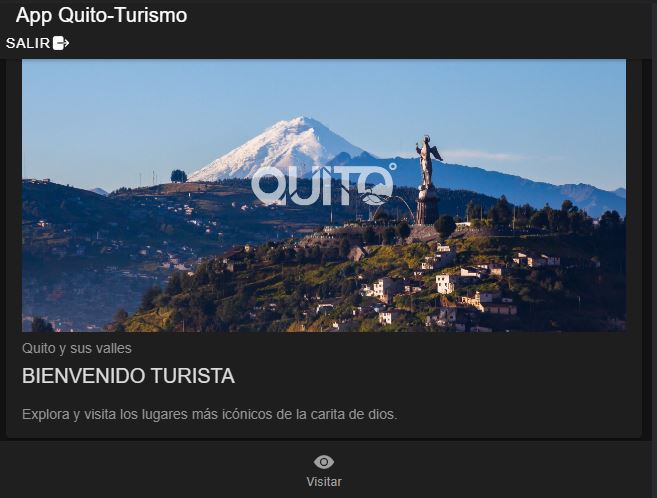 App Quito-Turismo
SALIR
QUITO
Quito y sus valles
BIENVENIDO TURISTA
Explora y visita los lugares más icónicos de la carita de dios.
Visitar